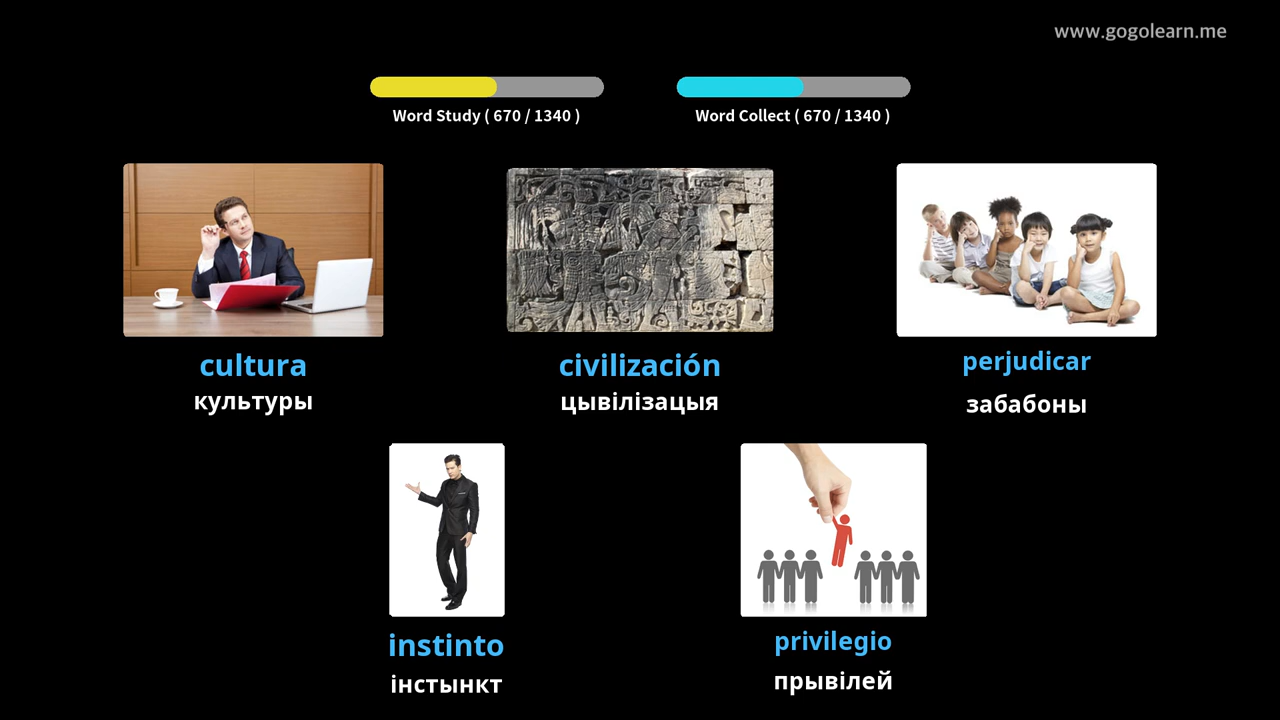 www.gogolearn.me
Word Study ( 670 / 1340 )
Word Collect ( 670 / 1340 )
cultura
культуры
civilización
цывілізацыя
perjudicar
забабоны
instinto
інстынкт
privilegio
прывілей